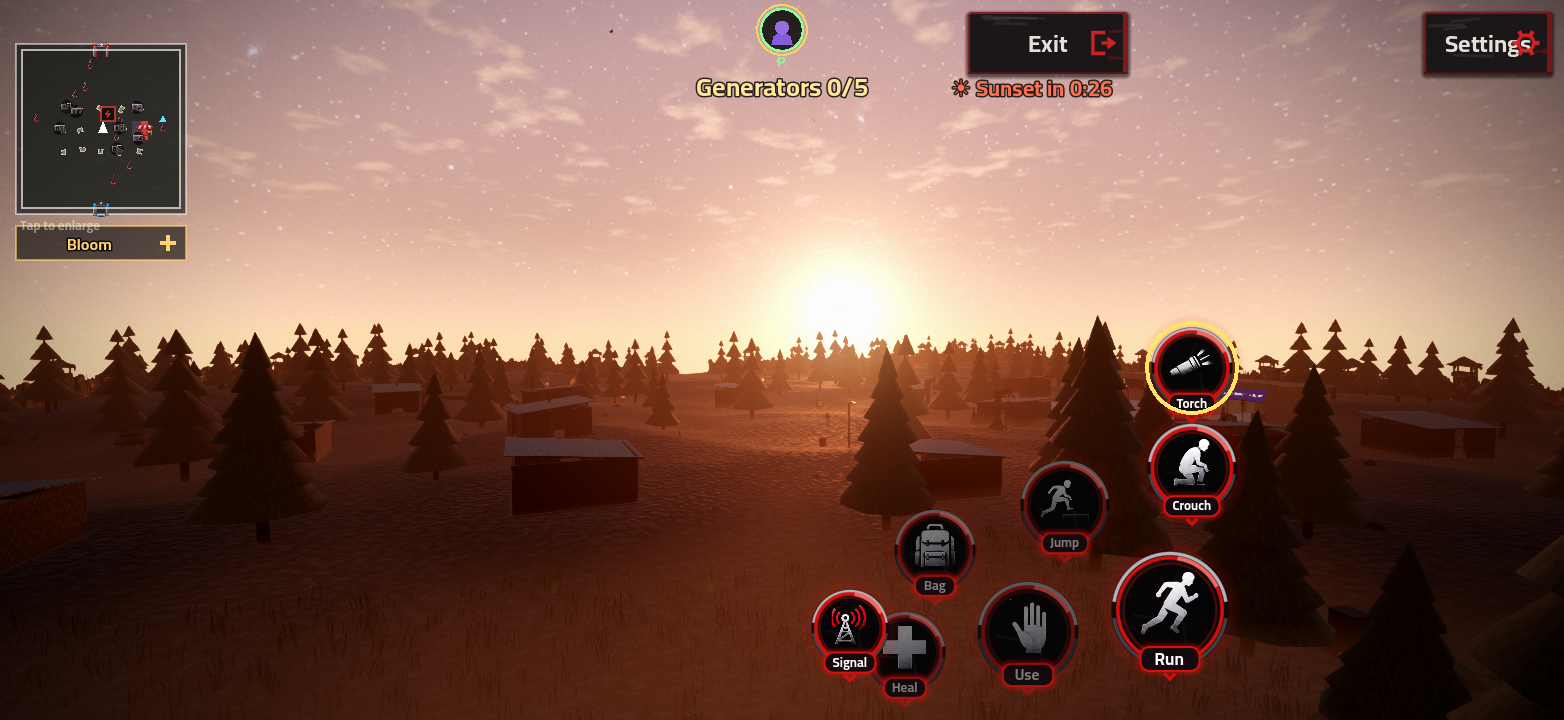 Exit
Settings
P
Generators 0/5
Sunset in 0:26
Tap to enlarge
Bloom
Torch
Crouch
Jump
Bag
Signal
Heal
Use
Run